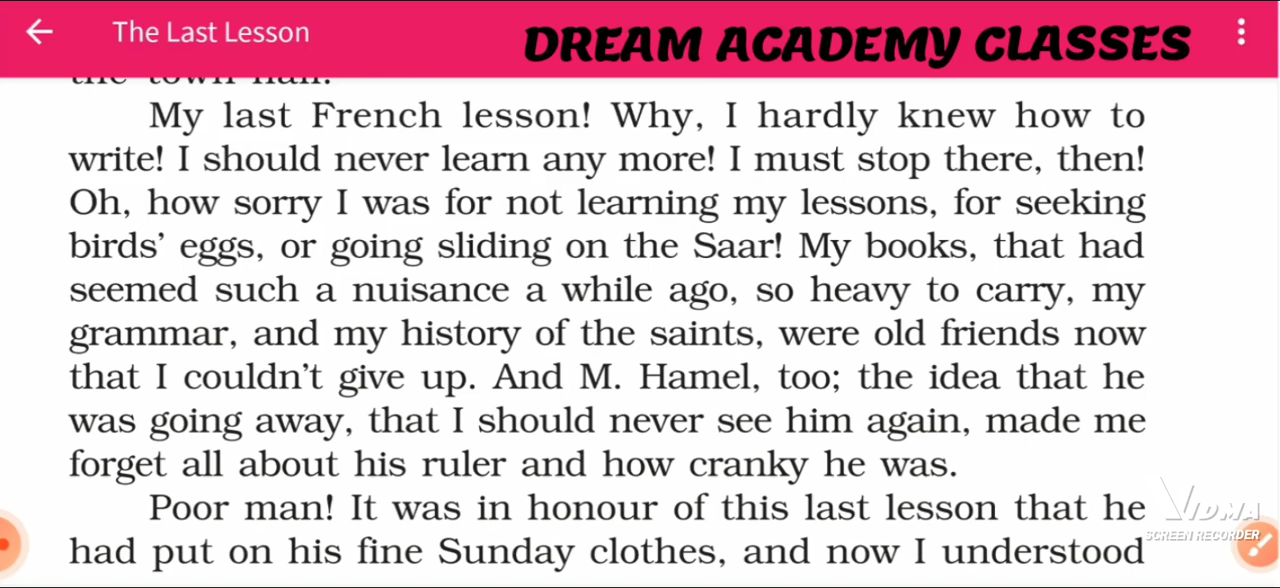 The Last Lesson
DREAM ACADEMY CLASSES
the town hall.
My last French lesson! Why, I hardly knew how to
write! I should never learn any more! I must stop there, then!
Oh, how sorry I was for not learning my lessons, for seeking
birds’ eggs, or going sliding on the Saar! My books, that had
seemed such a nuisance a while ago, so heavy to carry, my
grammar, and my history of the saints, were old friends now
that I couldn’t give up. And M. Hamel, too; the idea that he
was going away, that I should never see him again, made me
forget all about his ruler and how cranky he was.
Poor man! It was in honour of this last lesson that he
had put on his fine Sunday clothes, and now I understood
VIDMA
SCREEN RECORDER